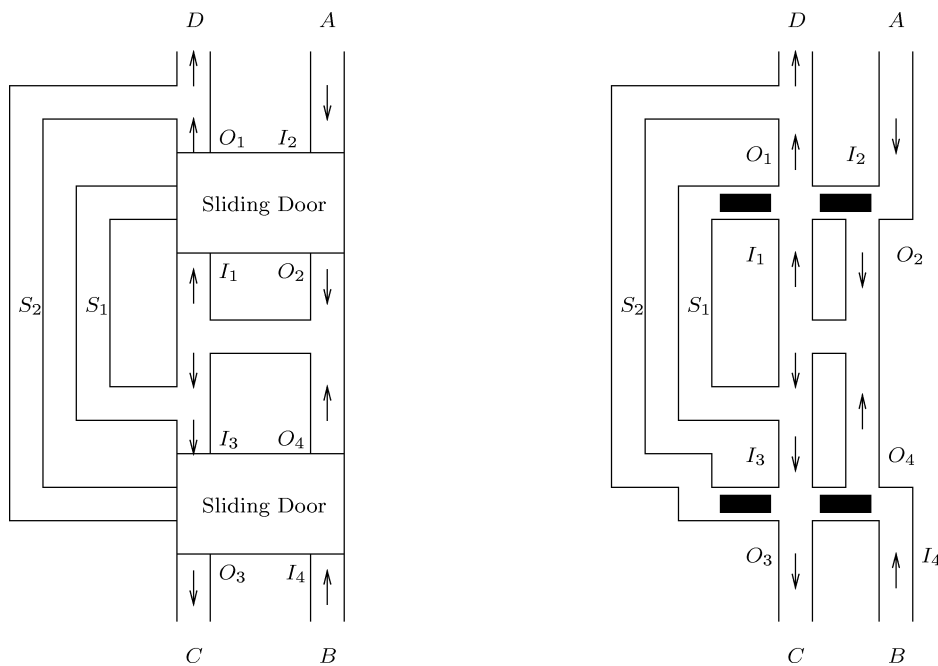 D A D A
O₁ I₂
O₁ I₂
Sliding Door
I₁ O₂ I₁ O₂
S₂ S₁ S₂ S₁
I₃ O₄ I₃ O₄
Sliding Door
O₃ I₄ O₃ I₄
C B C B